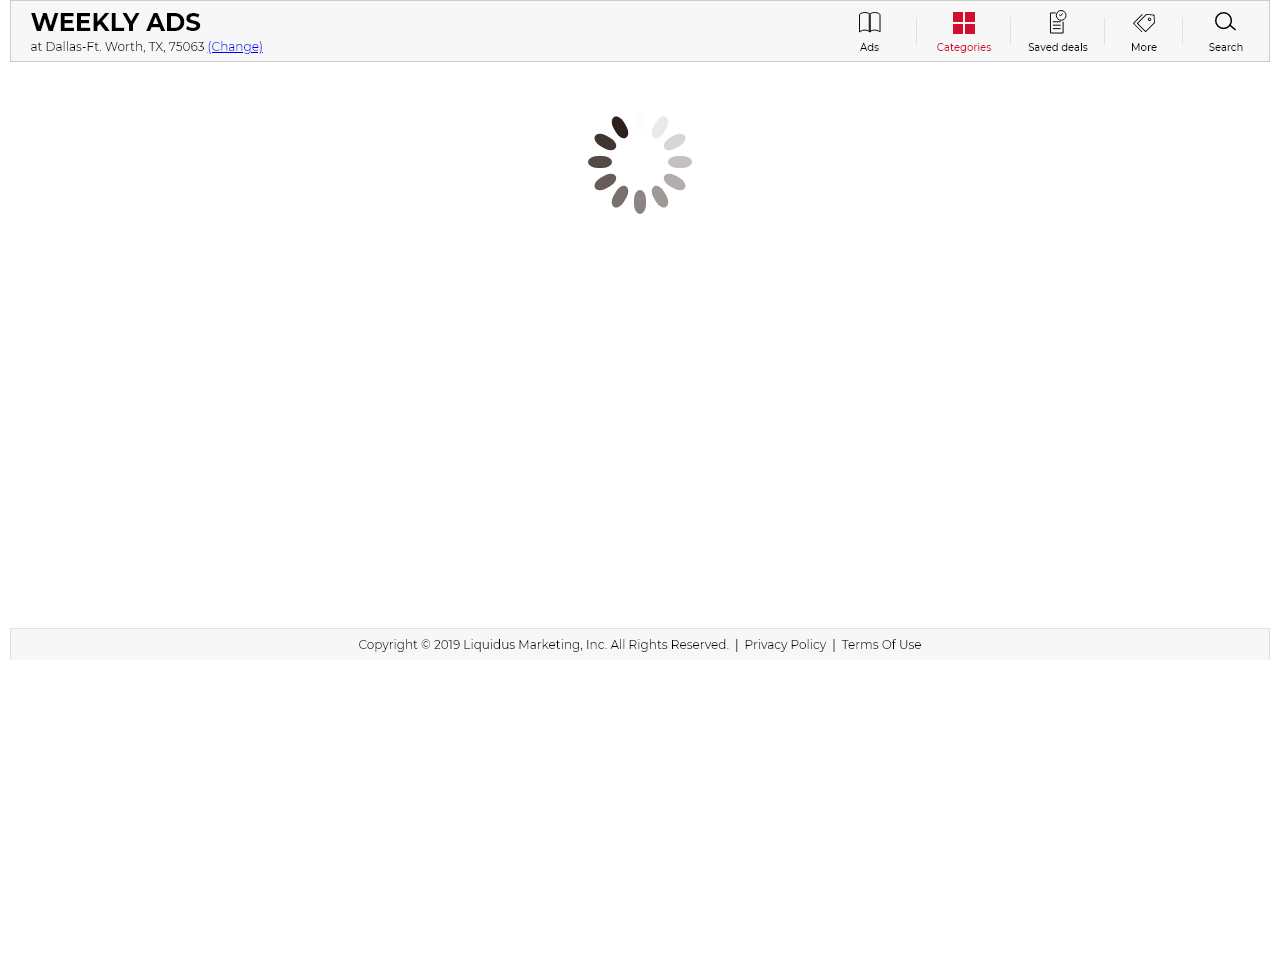 WEEKLY ADS
at Dallas-Ft. Worth, TX, 75063 (Change)
Ads
Categories
Saved deals
More
Search
Copyright © 2019 Liquidus Marketing, Inc. All Rights Reserved. | Privacy Policy | Terms Of Use